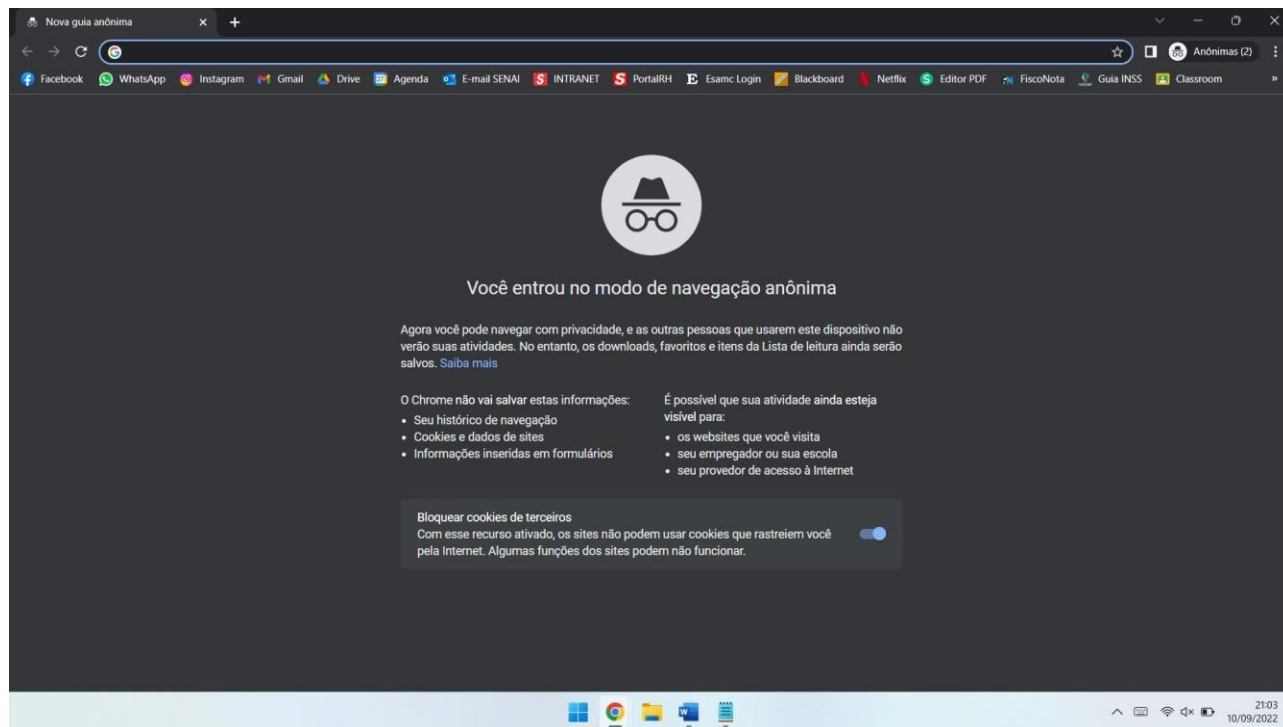 Nova guia anônima
Anônimas (2)
Facebook WhatsApp Instagram Gmail Drive Agenda E-mail SENAI INTRANET PortalRH Esamc Login Blackboard Netflix Editor PDF FiscoNota Guia INSS Classroom »
Você entrou no modo de navegação anônima
Agora você pode navegar com privacidade, e as outras pessoas que usarem este dispositivo não
verão suas atividades. No entanto, os downloads, favoritos e itens da Lista de leitura ainda serão
salvos. Saiba mais
O Chrome não vai salvar estas informações:
• Seu histórico de navegação
• Cookies e dados de sites
• Informações inseridas em formulários
É possível que sua atividade ainda esteja
visível para:
• os websites que você visita
• seu empregador ou sua escola
• seu provedor de acesso à Internet
Bloquear cookies de terceiros
Com esse recurso ativado, os sites não podem usar cookies que rastreiem você
pela Internet. Algumas funções dos sites podem não funcionar.
21:03
10/09/2022